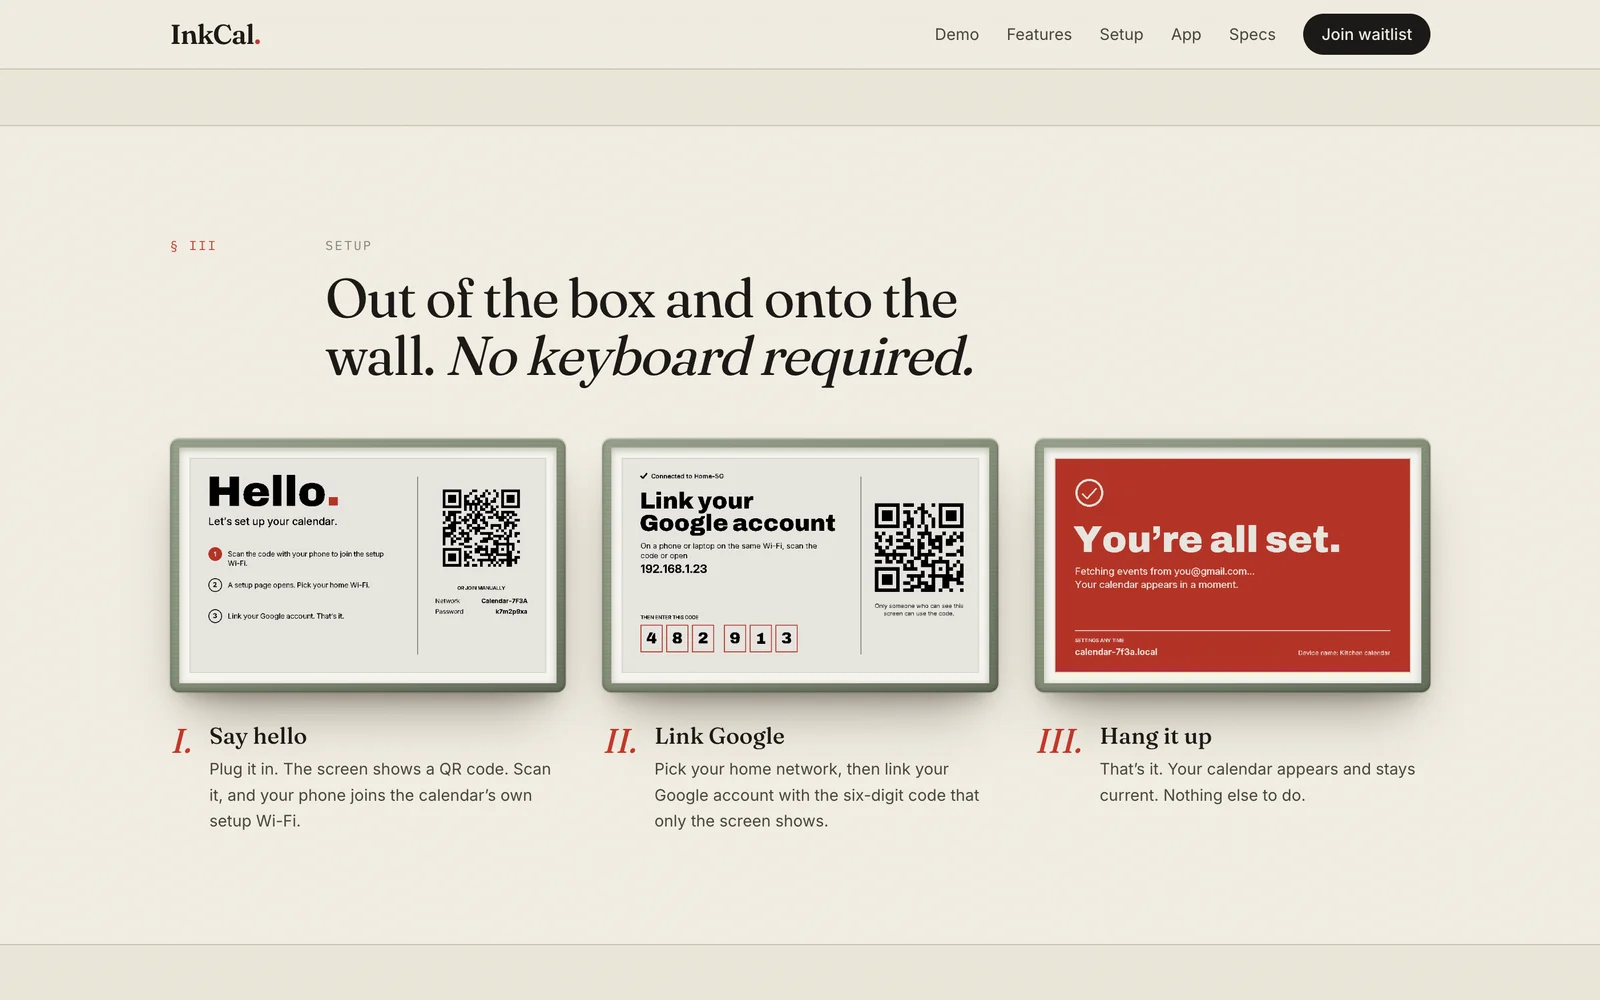 InkCal.
Demo
Features
Setup
App
Specs
Join waitlist
§ III
SETUP
Out of the box and onto the
wall. No keyboard required.
Hello.
Let's set up your calendar.
1 Scan the code with your phone to join the setup
Wi-Fi.
2 A setup page opens. Pick your home Wi-Fi.
3 Link your Google account. That's it.
OR JOIN MANUALLY
Network Calendar-7F3A
Password k7m2p9xa
Connected to Home-5G
Link your
Google account
On a phone or laptop on the same Wi-Fi, scan the
code or open
192.168.1.23
THEN ENTER THIS CODE
4 8 2 9 1 3
Only someone who can see this
screen can use the code.
You’re all set.
Fetching events from you@gmail.com...
Your calendar appears in a moment.
SETTINGS ANY TIME
calendar-7f3a.local
Device name: Kitchen calendar
I. Say hello
Plug it in. The screen shows a QR code. Scan
it, and your phone joins the calendar’s own
setup Wi-Fi.
II. Link Google
Pick your home network, then link your
Google account with the six-digit code that
only the screen shows.
III. Hang it up
That’s it. Your calendar appears and stays
current. Nothing else to do.